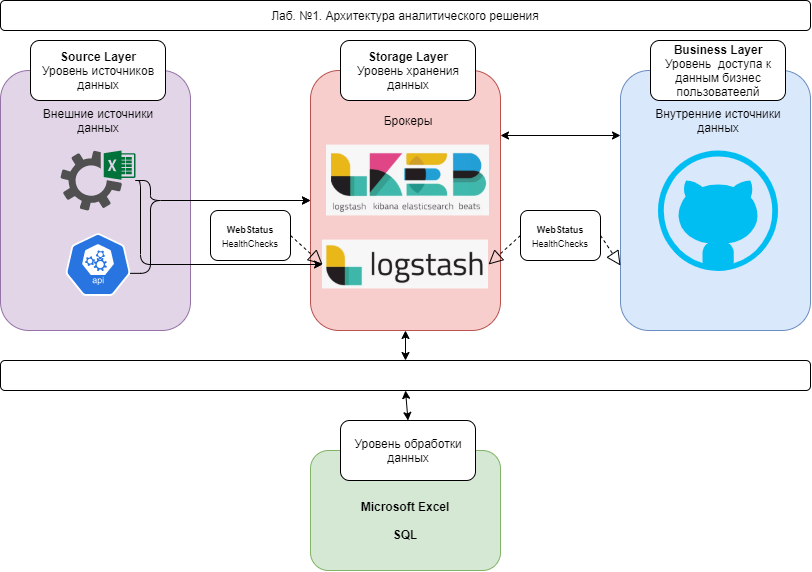 Лаб. №1. Архитектура аналитического решения
Source Layer
Уровень источников
данных
Внешние источники
данных
X
api
Storage Layer
Уровень хранения
данных
Брокеры
LKEB
logstash kibana elasticsearch beats
logstash
Business Layer
Уровень доступа к
данным бизнес
пользователй
Внутренние источники
данных
WebStatus
HealthChecks
WebStatus
HealthChecks
Уровень обработки
данных
Microsoft Excel
SQL